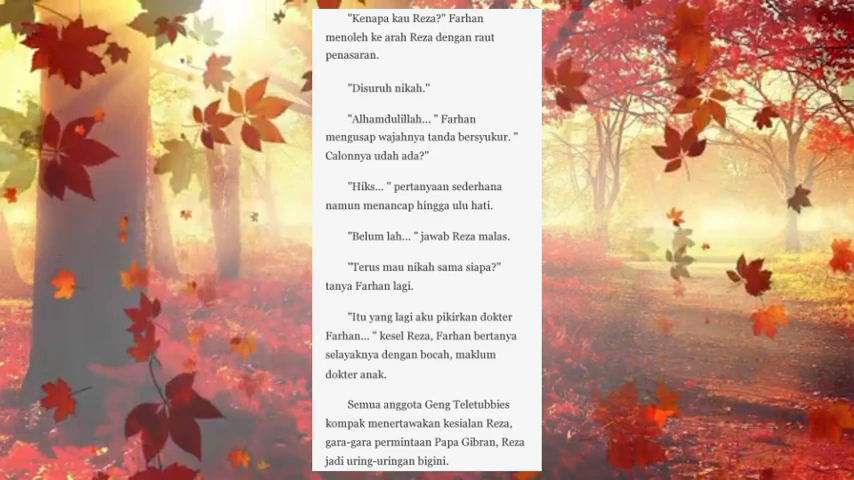 "Kenapa kau Reza?" Farhan
menoleh ke arah Reza dengan raut
penasaran.
"Disuruh nikah."
"Alhamdulillah... " Farhan
mengusap wajahnya tanda bersyukur. "
Calonnya udah ada?"
"Hiks... " pertanyaan sederhana
namun menancap hingga ulu hati.
"Belum lah... " jawab Reza malas.
"Terus mau nikah sama siapa?"
tanya Farhan lagi.
"Itu yang lagi aku pikirkan dokter
Farhan... " kesel Reza, Farhan bertanya
selayaknya dengan bocah, maklum
dokter anak.
Semua anggota Geng Teletubbies
kompak menertawakan kesialan Reza,
gara-gara permintaan Papa Gibran, Reza
jadi uring-uringan bigini.